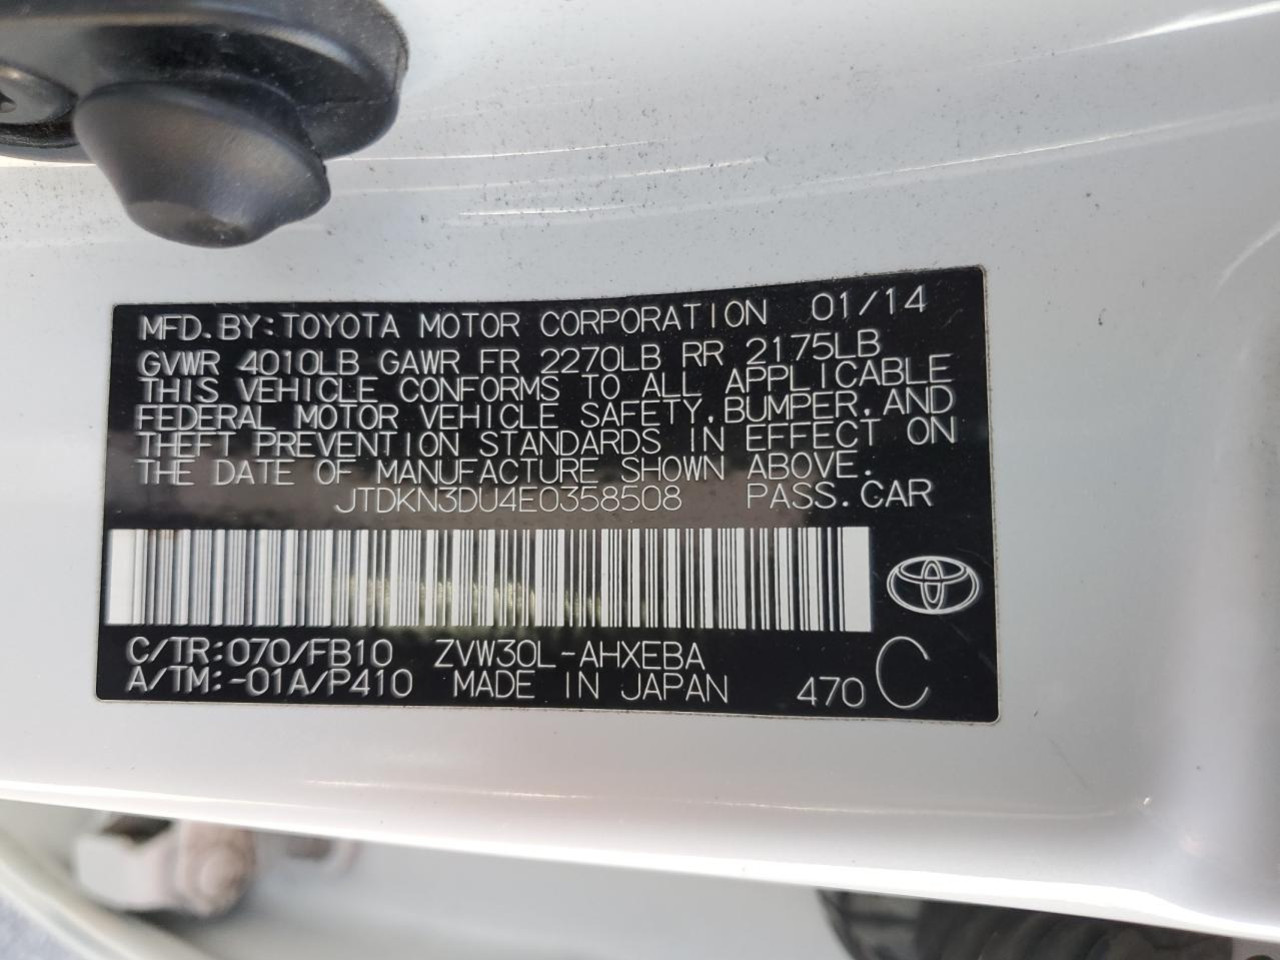 MFD.BY:TOYOTA MOTOR CORPORATION 01/14
GVWR 4010LB GAWR FR 2270LB RR 2175LB
THIS VEHICLE CONFORMS TO ALL APPLICABLE
FEDERAL MOTOR VEHICLE SAFETY,BUMPER,AND
THEFT PREVENTION STANDARDS IN EFFECT ON
THE DATE OF MANUFACTURE SHOWN ABOVE.
JTDKN3DU4E0358508 PASS.CAR
C/TR:070/FB10 ZVW30L-AHXEBA
A/TM:-01A/P410 MADE IN JAPAN 470 C